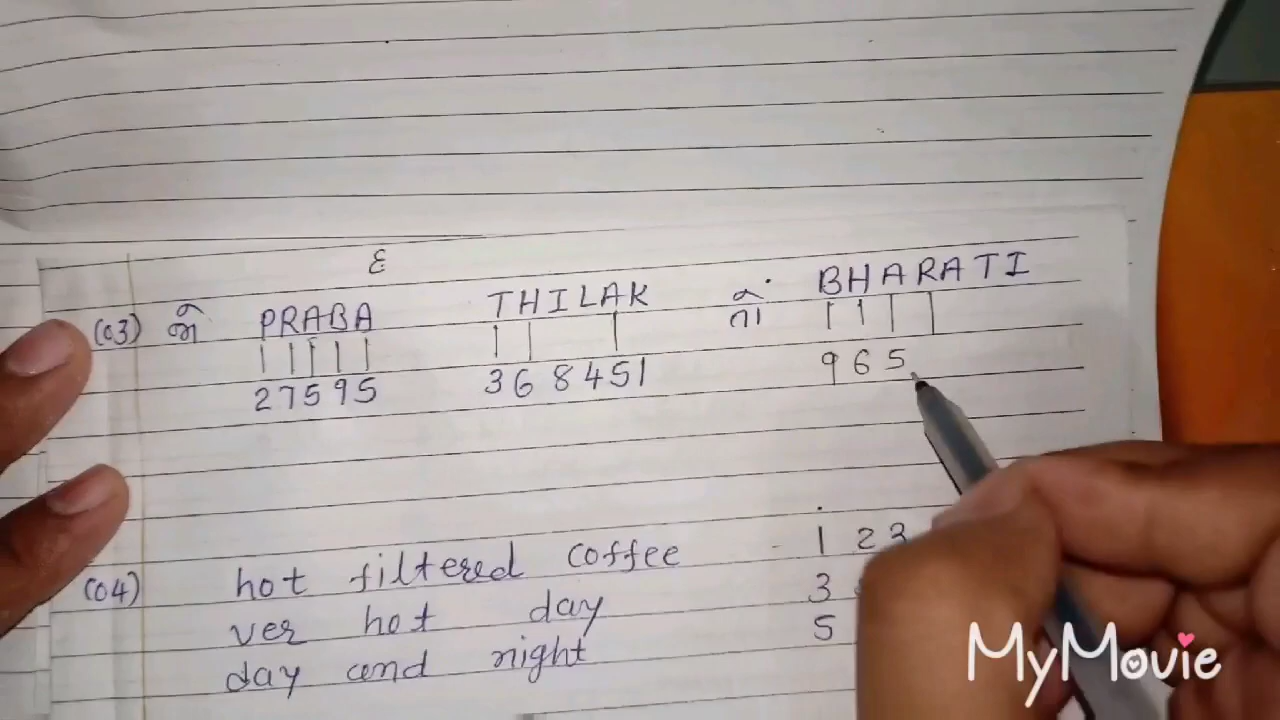 (03) PRABA THILAK BHARATI
27595 368451 965
(04) hot filtered coffee - 1 2 3
ver hot day 3
day and night 5
MyMovie